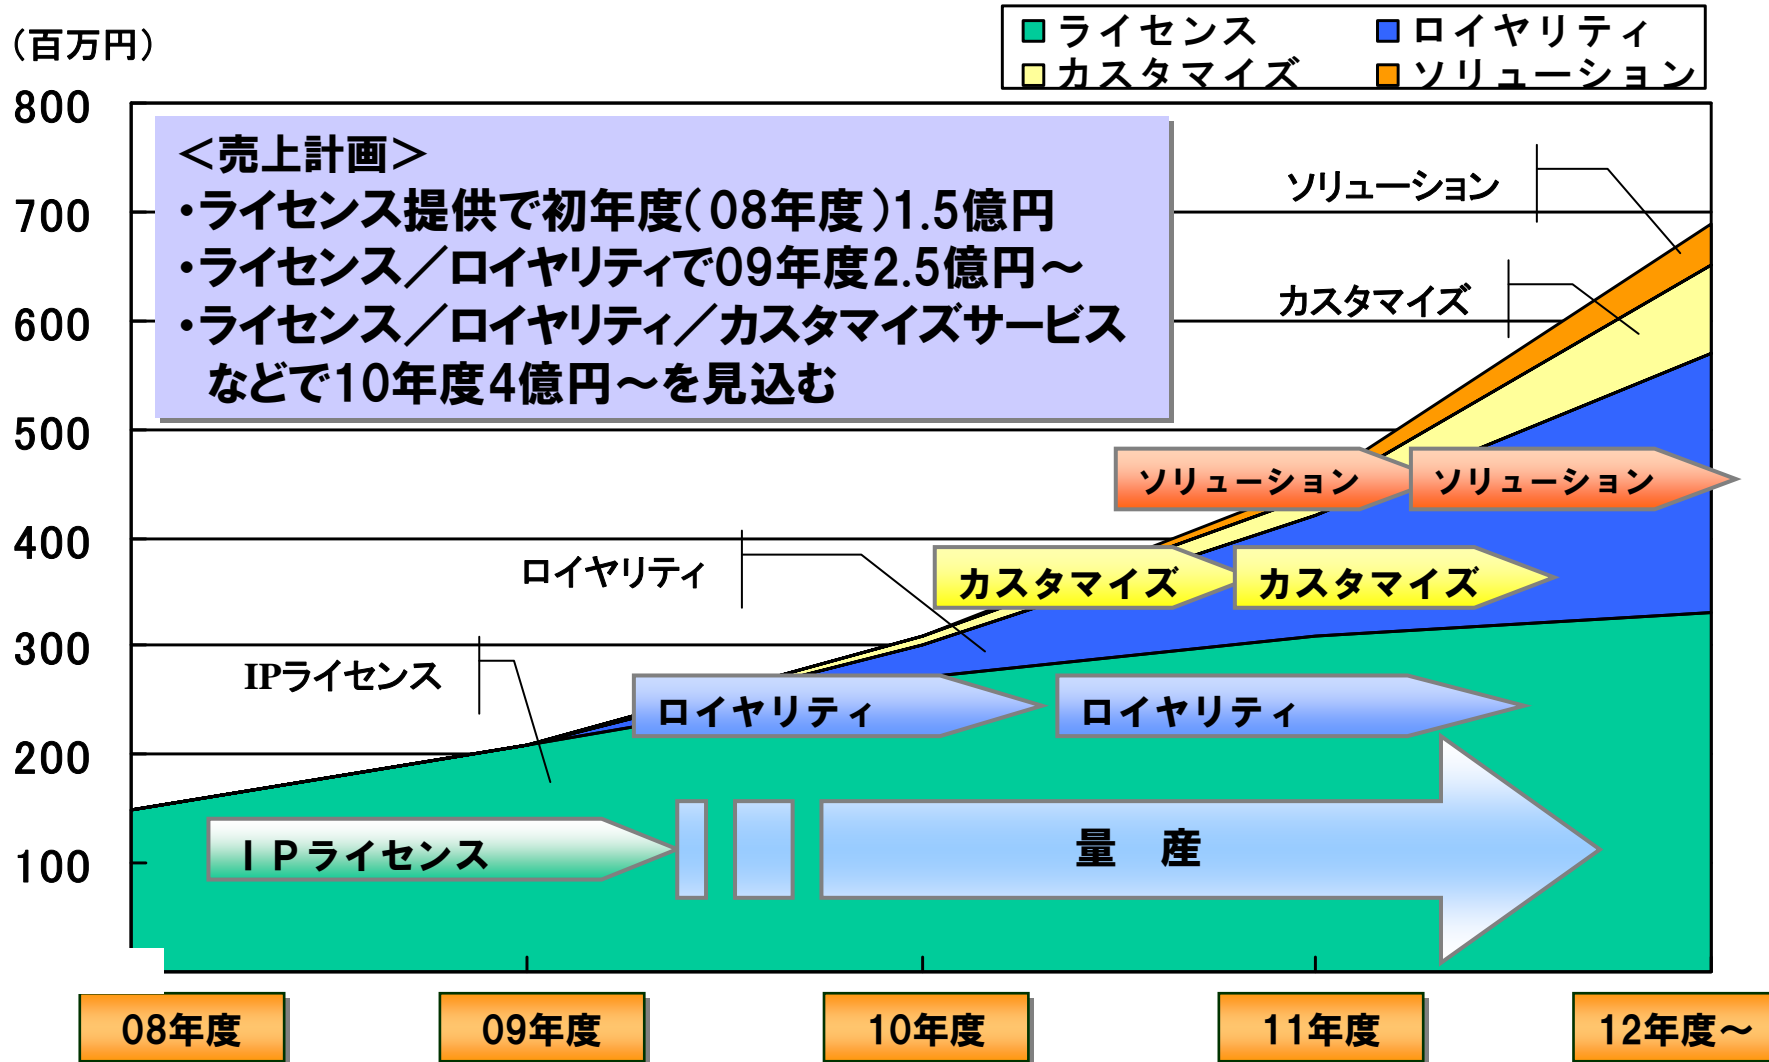 (百万円)
ライセンス
ロイヤリティ
カスタマイズ
ソリューション
800
700
600
500
400
300
200
100
＜売上計画＞
・ライセンス提供で初年度(08年度)1.5億円
・ライセンス／ロイヤリティで09年度2.5億円～
・ライセンス／ロイヤリティ／カスタマイズサービス
などで10年度4億円～を見込む
ソリューション
カスタマイズ
ソリューション
ソリューション
ロイヤリティ
カスタマイズ
カスタマイズ
IPライセンス
ロイヤリティ
ロイヤリティ
ＩＰライセンス
量 産
08年度
09年度
10年度
11年度
12年度～